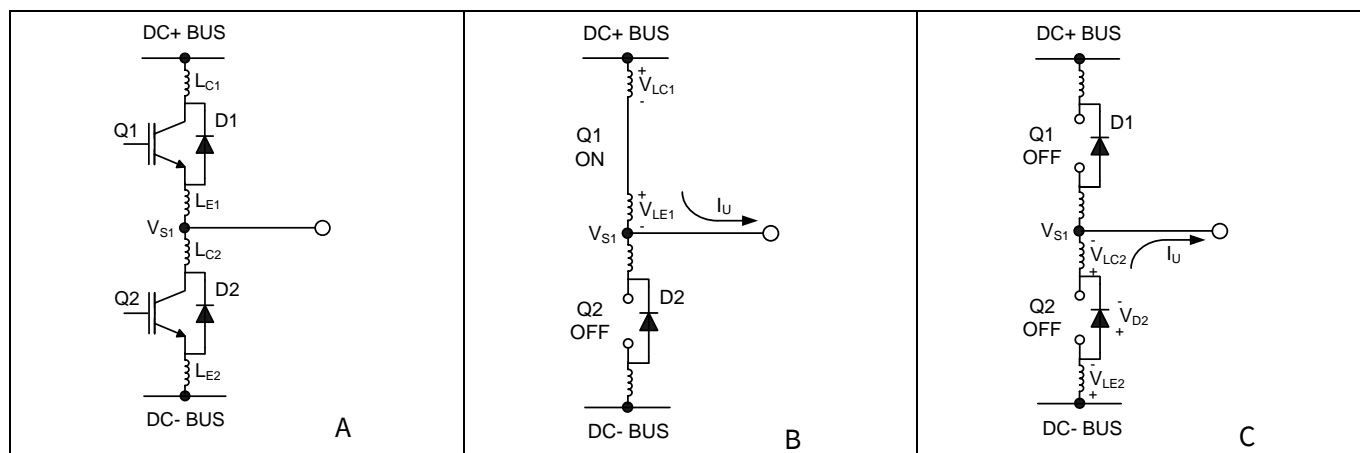 DC+ BUS
L_C1
Q1
D1
L_E1
V_S1
L_C2
Q2
D2
L_E2
DC- BUS
A
DC+ BUS
+
V_LC1
-
Q1
ON
+
V_LE1
-
I_U
V_S1
Q2
OFF
D2
DC- BUS
B
DC+ BUS
Q1
OFF
D1
V_S1
-
V_LC2
+
I_U
Q2
OFF
-
V_D2
+
-
V_LE2
+
DC- BUS
C